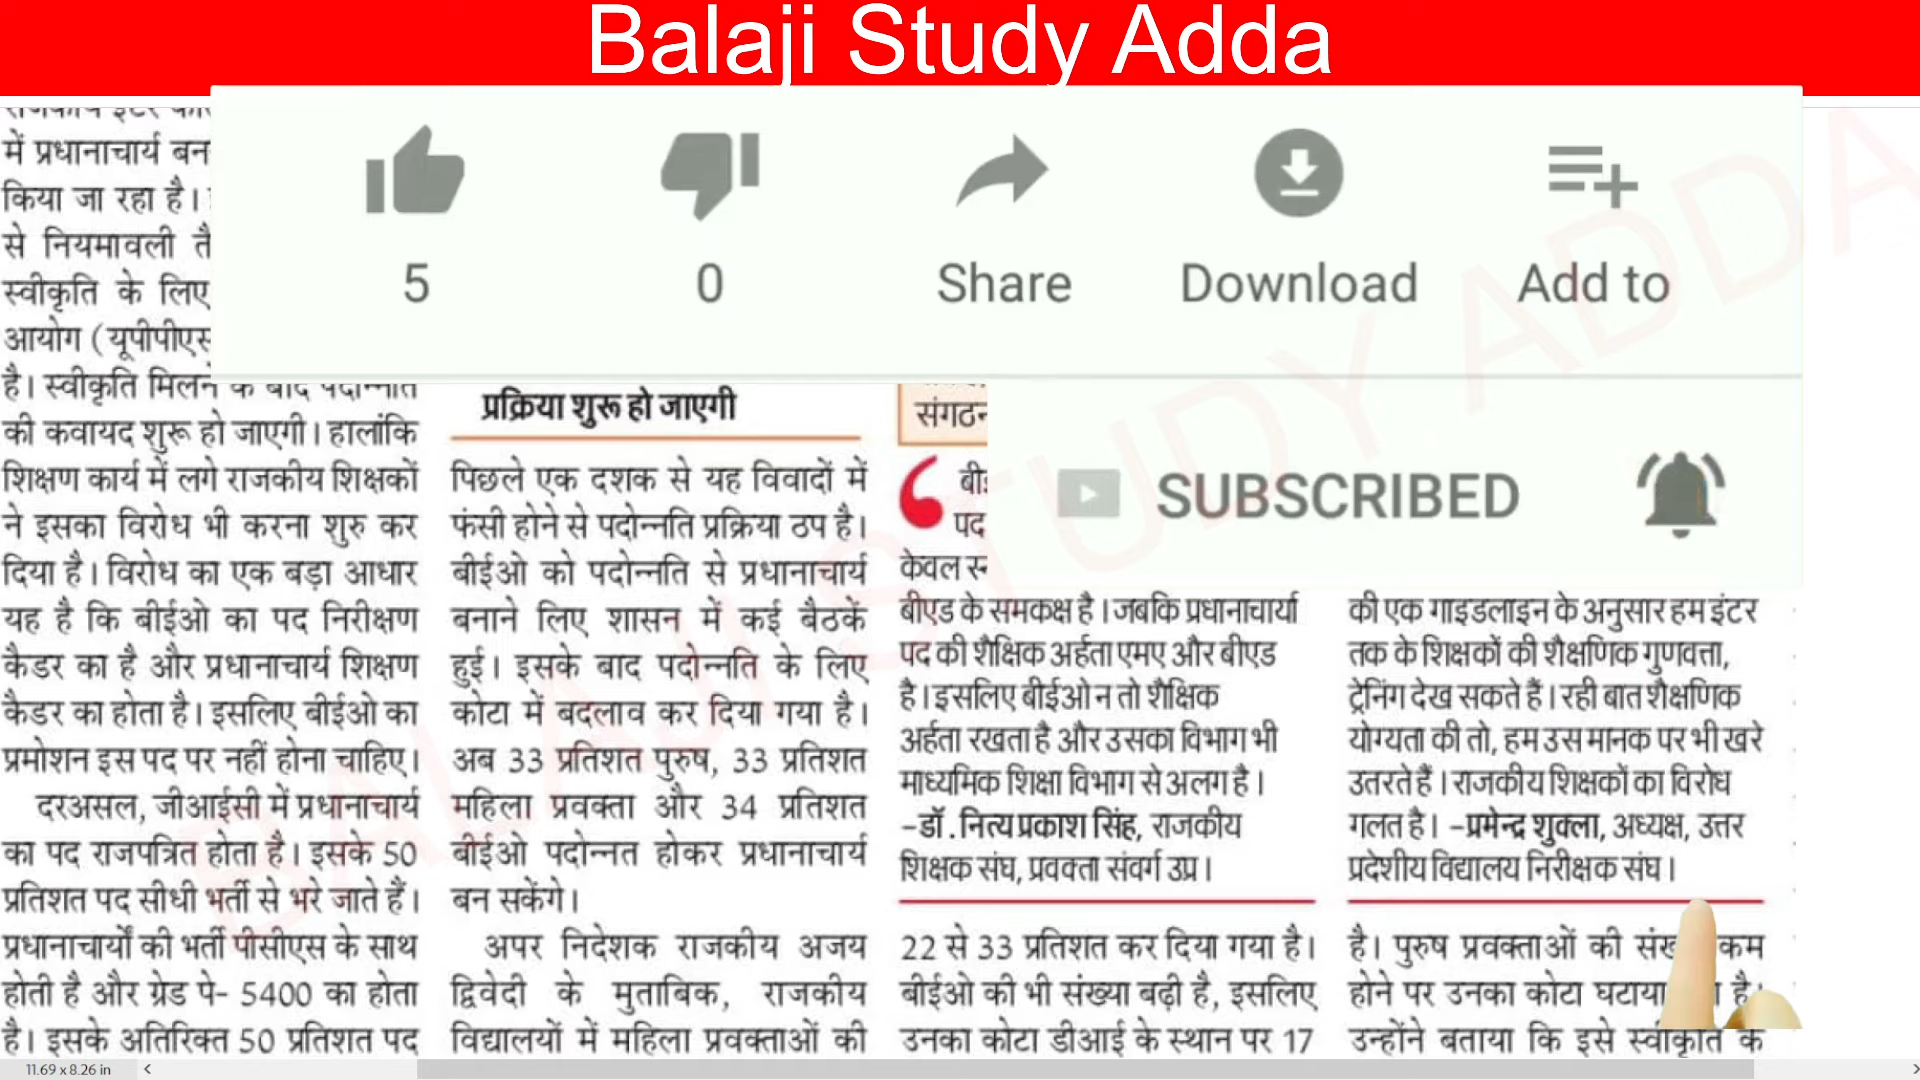 Balaji Study Adda
में प्रधानाचार्य बन
किया जा रहा है।
से नियमावली तै
स्वीकृति के लिए
आयोग (यूपीपीएस
है। स्वीकृति मिलने के बाद पदोन्नति
की कवायद शुरू हो जाएगी। हालांकि
शिक्षण कार्य में लगे राजकीय शिक्षकों
ने इसका विरोध भी करना शुरु कर
दिया है। विरोध का एक बड़ा आधार
यह है कि बीईओ का पद निरीक्षण
कैडर का है और प्रधानाचार्य शिक्षण
कैडर का होता है। इसलिए बीईओ का
प्रमोशन इस पद पर नहीं होना चाहिए।
दरअसल, जीआईसी में प्रधानाचार्य
का पद राजपत्रित होता है। इसके 50
प्रतिशत पद सीधी भर्ती से भरे जाते हैं।
प्रधानाचार्यों की भर्ती पीसीएस के साथ
होती है और ग्रेड पे- 5400 का होता
है। इसके अतिरिक्त 50 प्रतिशत पद
5
0
Share
Download
Add to
SUBSCRIBED
प्रक्रिया शुरू हो जाएगी
पिछले एक दशक से यह विवादों में
फंसी होने से पदोन्नति प्रक्रिया ठप है।
बीईओ को पदोन्नति से प्रधानाचार्य
बनाने लिए शासन में कई बैठकें
हुई। इसके बाद पदोन्नति के लिए
कोटा में बदलाव कर दिया गया है।
अब 33 प्रतिशत पुरुष, 33 प्रतिशत
महिला प्रवक्ता और 34 प्रतिशत
बीईओ पदोन्नत होकर प्रधानाचार्य
बन सकेंगे।
अपर निदेशक राजकीय अजय
द्विवेदी के मुताबिक, राजकीय
विद्यालयों में महिला प्रवक्ताओं की
संगठन
पद
केवल
बीएड के समकक्ष है। जबकि प्रधानाचार्या
पद की शैक्षिक अर्हता एमए और बीएड
है। इसलिए बीईओ न तो शैक्षिक
अर्हता रखता है और उसका विभाग भी
माध्यमिक शिक्षा विभाग से अलग है।
-डॉ. नित्य प्रकाश सिंह, राजकीय
शिक्षक संघ, प्रवक्ता संवर्ग उप्र।
22 से 33 प्रतिशत कर दिया गया है।
बीईओ की भी संख्या बढ़ी है, इसलिए
उनका कोटा डीआई के स्थान पर 17
की एक गाइडलाइन के अनुसार हम इंटर
तक के शिक्षकों की शैक्षणिक गुणवत्ता,
ट्रेनिंग देख सकते हैं। रही बात शैक्षणिक
योग्यता की तो, हम उस मानक पर भी खरे
उतरते हैं। राजकीय शिक्षकों का विरोध
गलत है। -प्रमेन्द्र शुक्ला, अध्यक्ष, उत्तर
प्रदेशीय विद्यालय निरीक्षक संघ।
है। पुरुष प्रवक्ताओं की कम
होने पर उनका कोटा घटाया है।
उन्होंने बताया कि इसे स्वीकृति के
BALAJI STUDY ADDA
11.69 x 8.26 in